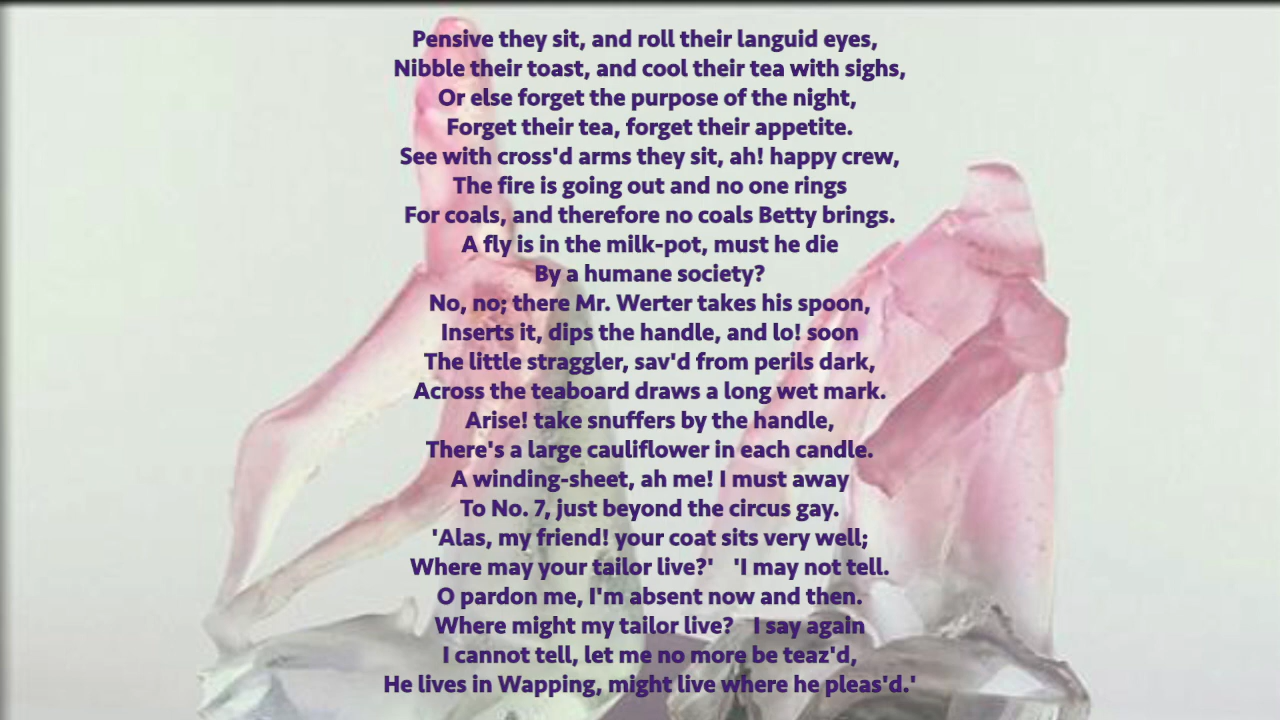 Pensive they sit, and roll their languid eyes,
Nibble their toast, and cool their tea with sighs,
Or else forget the purpose of the night,
Forget their tea, forget their appetite.
See with cross'd arms they sit, ah! happy crew,
The fire is going out and no one rings
For coals, and therefore no coals Betty brings.
A fly is in the milk-pot, must he die
By a humane society?
No, no; there Mr. Werter takes his spoon,
Inserts it, dips the handle, and lo! soon
The little straggler, sav'd from perils dark,
Across the teaboard draws a long wet mark.
Arise! take snuffers by the handle,
There's a large cauliflower in each candle.
A winding-sheet, ah me! I must away
To No. 7, just beyond the circus gay.
'Alas, my friend! your coat sits very well;
Where may your tailor live?' 'I may not tell.
O pardon me, I'm absent now and then.
Where might my tailor live? I say again
I cannot tell, let me no more be teaz'd,
He lives in Wapping, might live where he pleas'd.'